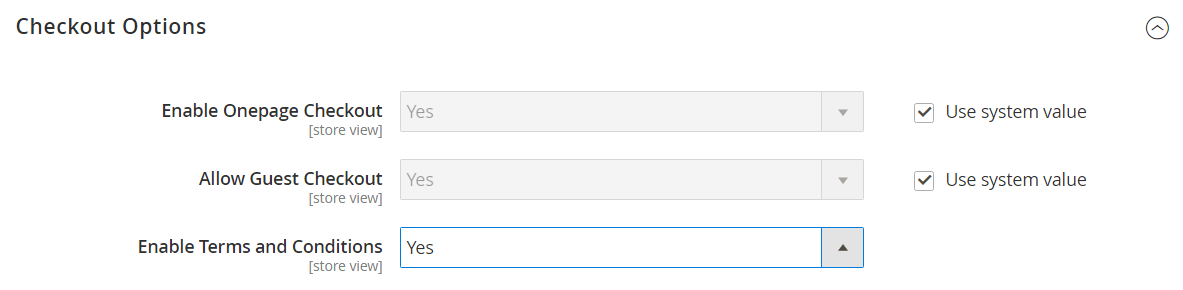 Checkout Options
Enable Onepage Checkout Yes Use system value
[store view]
Allow Guest Checkout Yes Use system value
[store view]
Enable Terms and Conditions Yes
[store view]